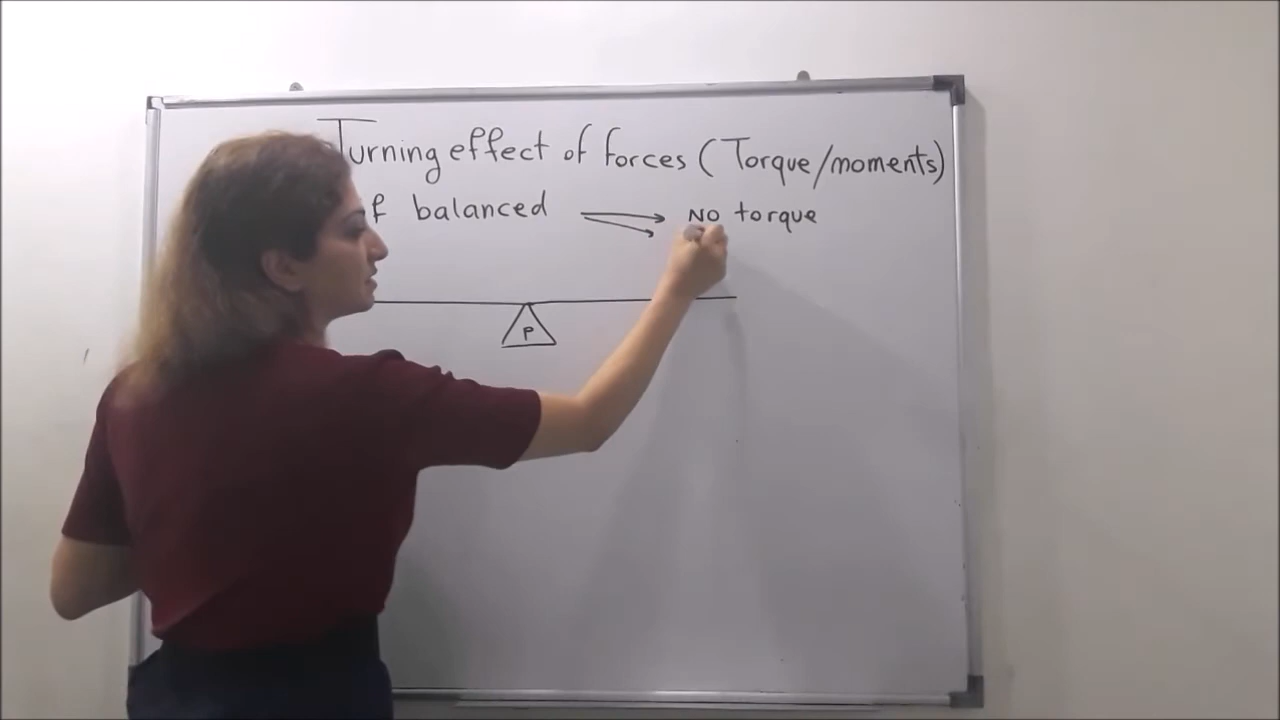 Turning effect of forces (Torque/moments)
f balanced NO torque
P